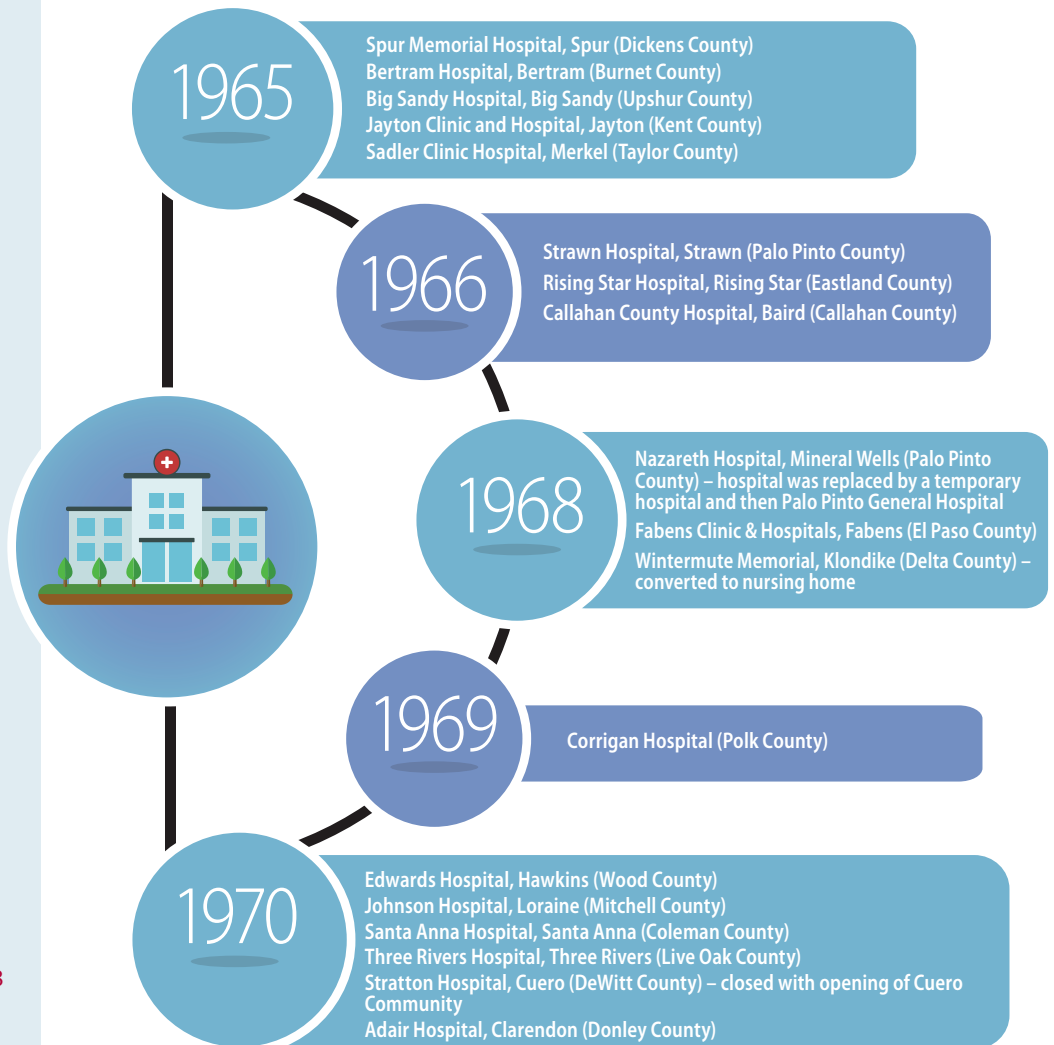 1965
Spur Memorial Hospital, Spur (Dickens County)
Bertram Hospital, Bertram (Burnet County)
Big Sandy Hospital, Big Sandy (Upshur County)
Jayton Clinic and Hospital, Jayton (Kent County)
Sadler Clinic Hospital, Merkel (Taylor County)
1966
Strawn Hospital, Strawn (Palo Pinto County)
Rising Star Hospital, Rising Star (Eastland County)
Callahan County Hospital, Baird (Callahan County)
1968
Nazareth Hospital, Mineral Wells (Palo Pinto
County) – hospital was replaced by a temporary
hospital and then Palo Pinto General Hospital
Fabens Clinic & Hospitals, Fabens (El Paso County)
Wintermute Memorial, Klondike (Delta County) –
converted to nursing home
1969
Corrigan Hospital (Polk County)
1970
Edwards Hospital, Hawkins (Wood County)
Johnson Hospital, Loraine (Mitchell County)
Santa Anna Hospital, Santa Anna (Coleman County)
Three Rivers Hospital, Three Rivers (Live Oak County)
Stratton Hospital, Cuero (DeWitt County) – closed with opening of Cuero
Community
Adair Hospital, Clarendon (Donley County)